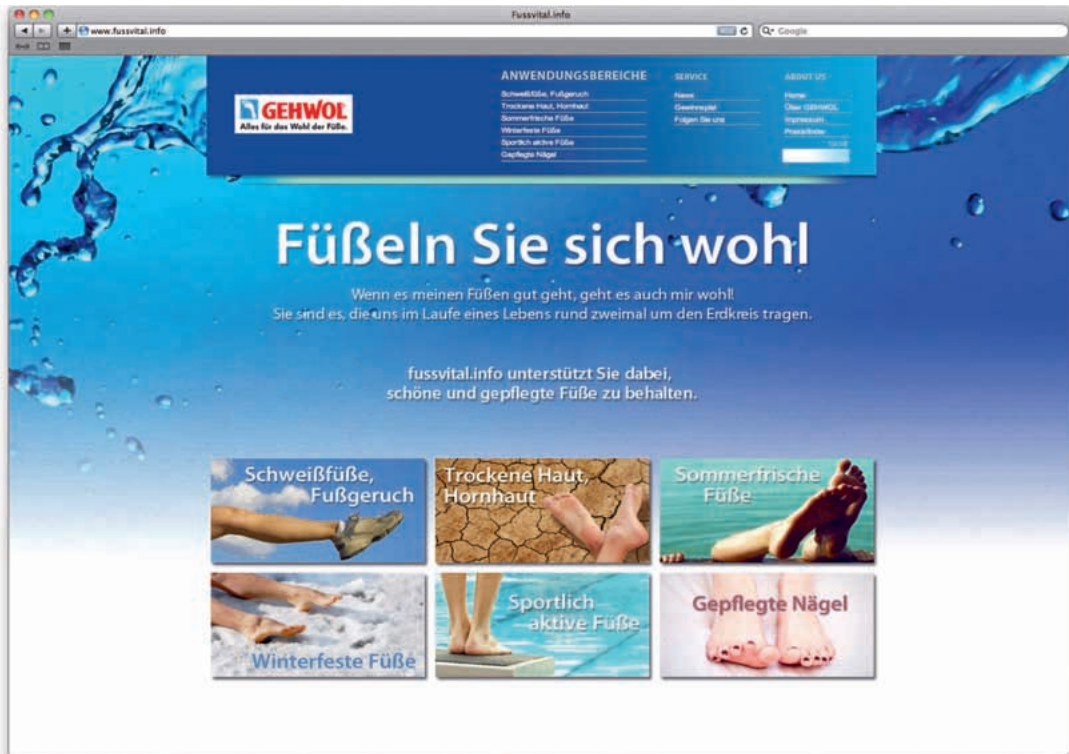 Fussvital.info
www.fussvital.info
Google
GEHWOL
Alles für das Wohl der Füße.
ANWENDUNGSBEREICHE
Schweißfüße, Fußgeruch
Trockene Haut, Hornhaut
Sommerfrische Füße
Winterfeste Füße
Sportlich aktive Füße
Gepflegte Nägel
SERVICE
News
Gewinnspiel
Folgen Sie uns
ABOUT US
Home
Über GEHWOL
Impressum
Praxisfinder
Füßeln Sie sich wohl
Wenn es meinen Füßen gut geht, geht es auch mir wohl!
Sie sind es, die uns im Laufe eines Lebens rund zweimal um den Erdkreis tragen.
fussvital.info unterstützt Sie dabei,
schöne und gepflegte Füße zu behalten.
Schweißfüße,
Fußgeruch
Trockene Haut,
Hornhaut
Sommerfrische
Füße
Winterfeste Füße
Sportlich
aktive Füße
Gepflegte Nägel